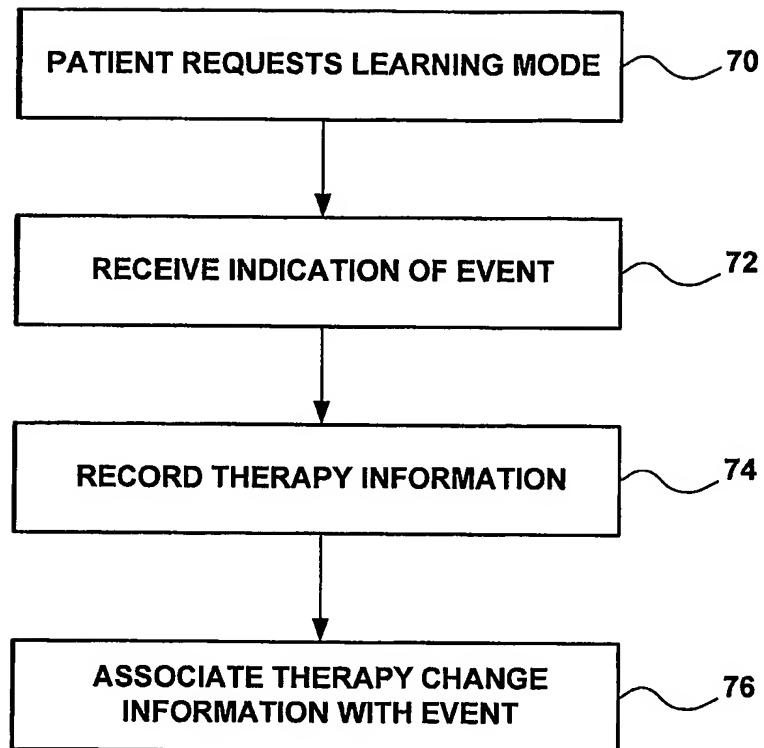 PATIENT REQUESTS LEARNING MODE
70
RECEIVE INDICATION OF EVENT
72
RECORD THERAPY INFORMATION
74
ASSOCIATE THERAPY CHANGE
INFORMATION WITH EVENT
76